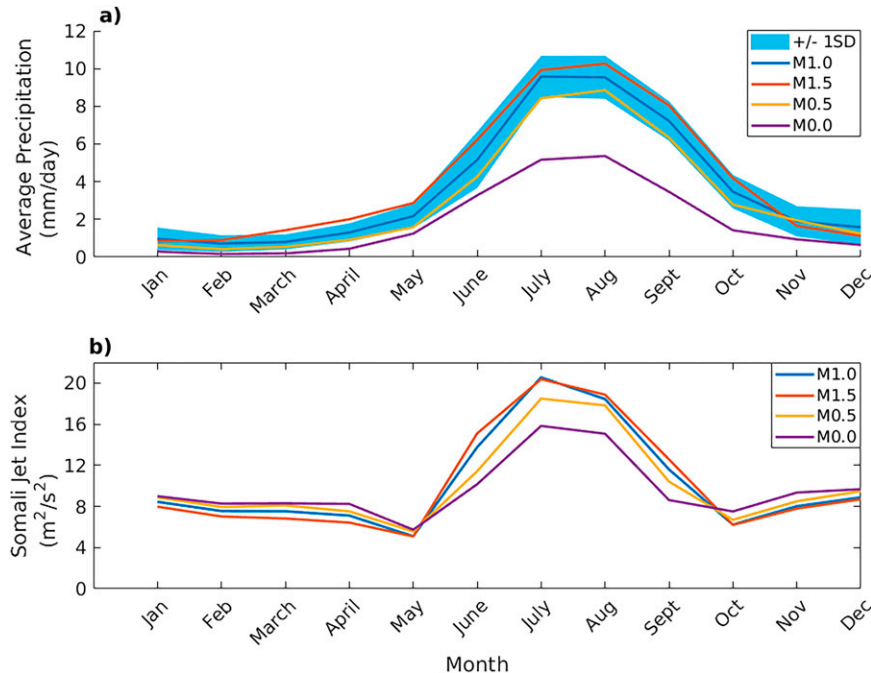 a)
Average Precipitation
(mm/day)
12
10
8
6
4
2
0
+/- 1SD
M1.0
M1.5
M0.5
M0.0
Jan Feb March April May June July Aug Sept Oct Nov Dec
b)
Somali Jet Index
(m²/s²)
20
16
12
8
4
0
M1.0
M1.5
M0.5
M0.0
Jan Feb March April May June July Aug Sept Oct Nov Dec
Month